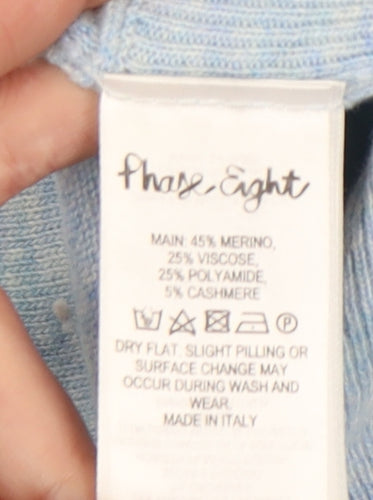 Phase Eight
MAIN: 45% MERINO,
25% VISCOSE,
25% POLYAMIDE,
5% CASHMERE
P
DRY FLAT. SLIGHT PILLING OR
SURFACE CHANGE MAY
OCCUR DURING WASH AND
WEAR.
MADE IN ITALY